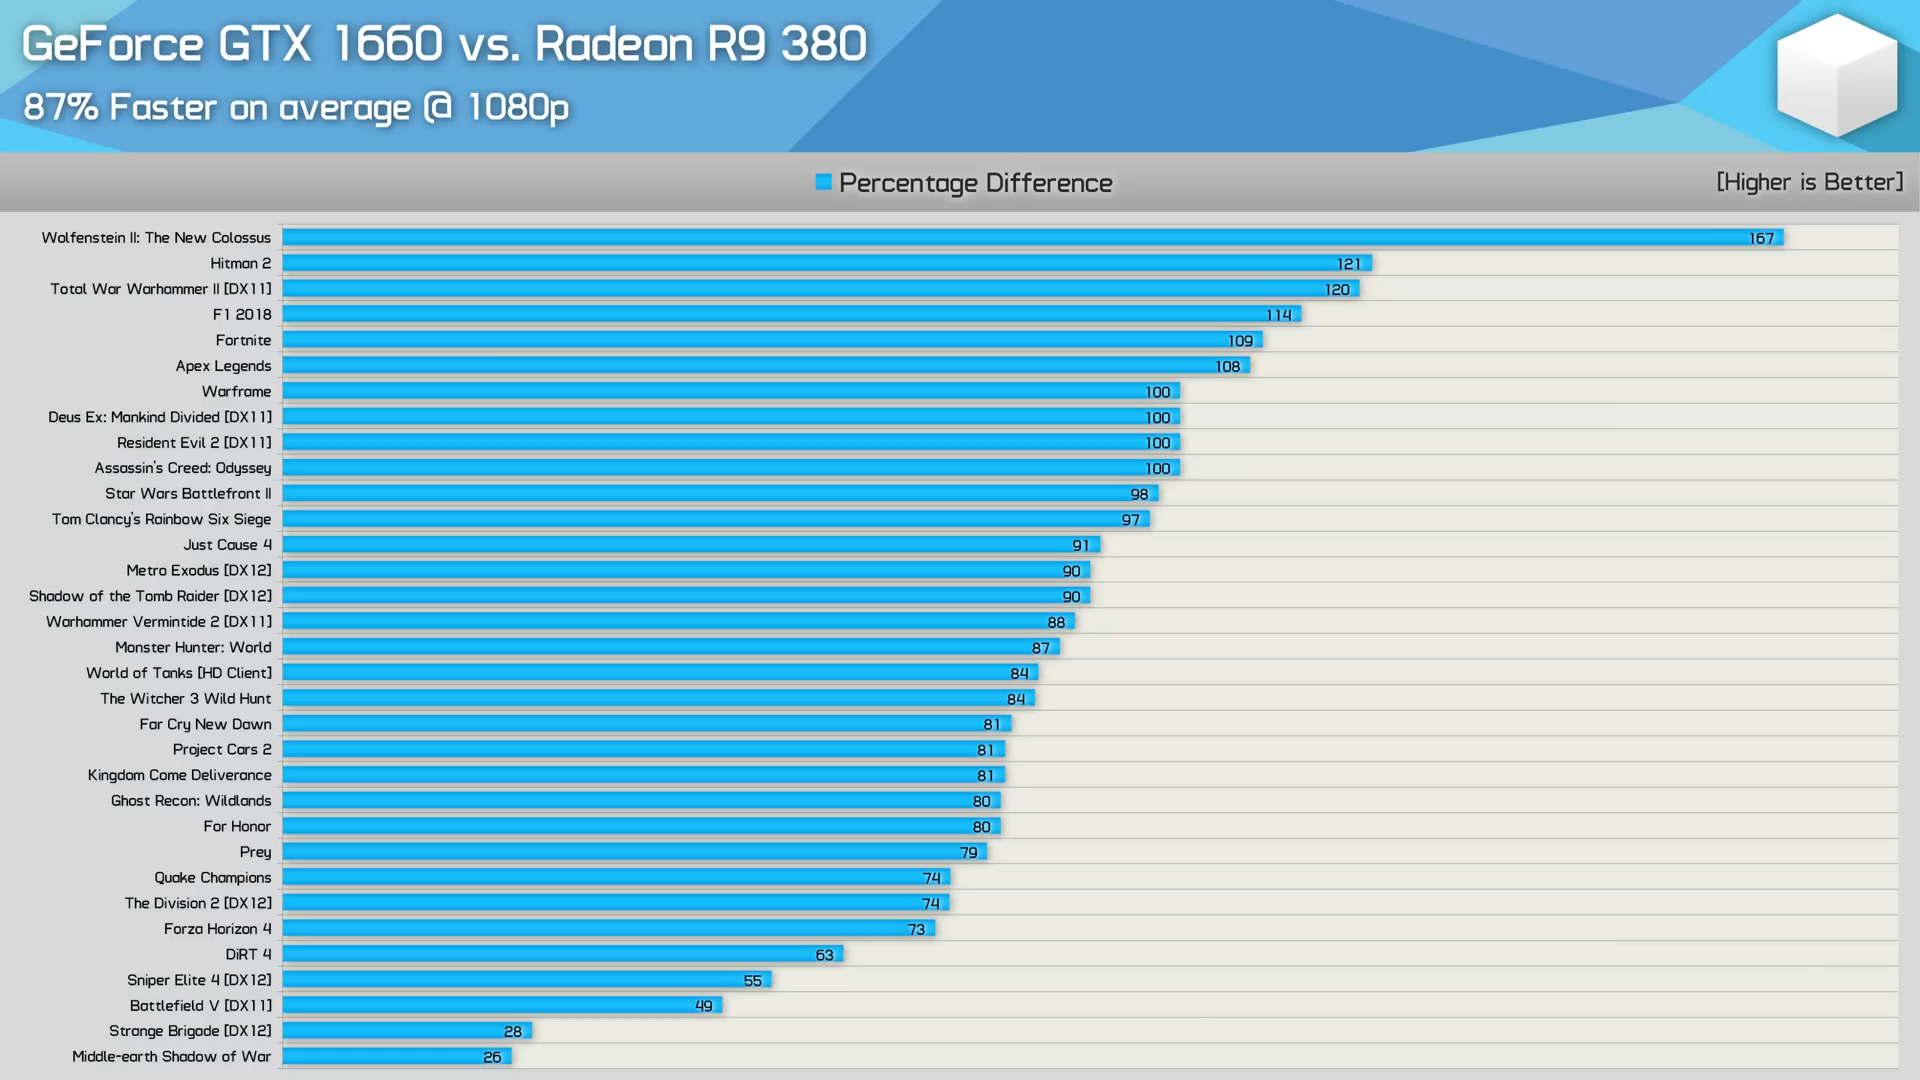 GeForce GTX 1660 vs. Radeon R9 380
87% Faster on average @ 1080p
Percentage Difference
[Higher is Better]
Wolfenstein II: The New Colossus 167
Hitman 2 121
Total War Warhammer II [DX11] 120
F1 2018 114
Fortnite 109
Apex Legends 108
Warframe 100
Deus Ex: Mankind Divided [DX11] 100
Resident Evil 2 [DX11] 100
Assassin's Creed: Odyssey 100
Star Wars Battlefront II 98
Tom Clancy's Rainbow Six Siege 97
Just Cause 4 91
Metro Exodus [DX12] 90
Shadow of the Tomb Raider [DX12] 90
Warhammer Vermintide 2 [DX11] 88
Monster Hunter: World 87
World of Tanks [HD Client] 84
The Witcher 3 Wild Hunt 84
Far Cry New Dawn 81
Project Cars 2 81
Kingdom Come Deliverance 81
Ghost Recon: Wildlands 80
For Honor 80
Prey 79
Quake Champions 74
The Division 2 [DX12] 74
Forza Horizon 4 73
DiRT 4 63
Sniper Elite 4 [DX12] 55
Battlefield V [DX11] 49
Strange Brigade [DX12] 28
Middle-earth Shadow of War 26